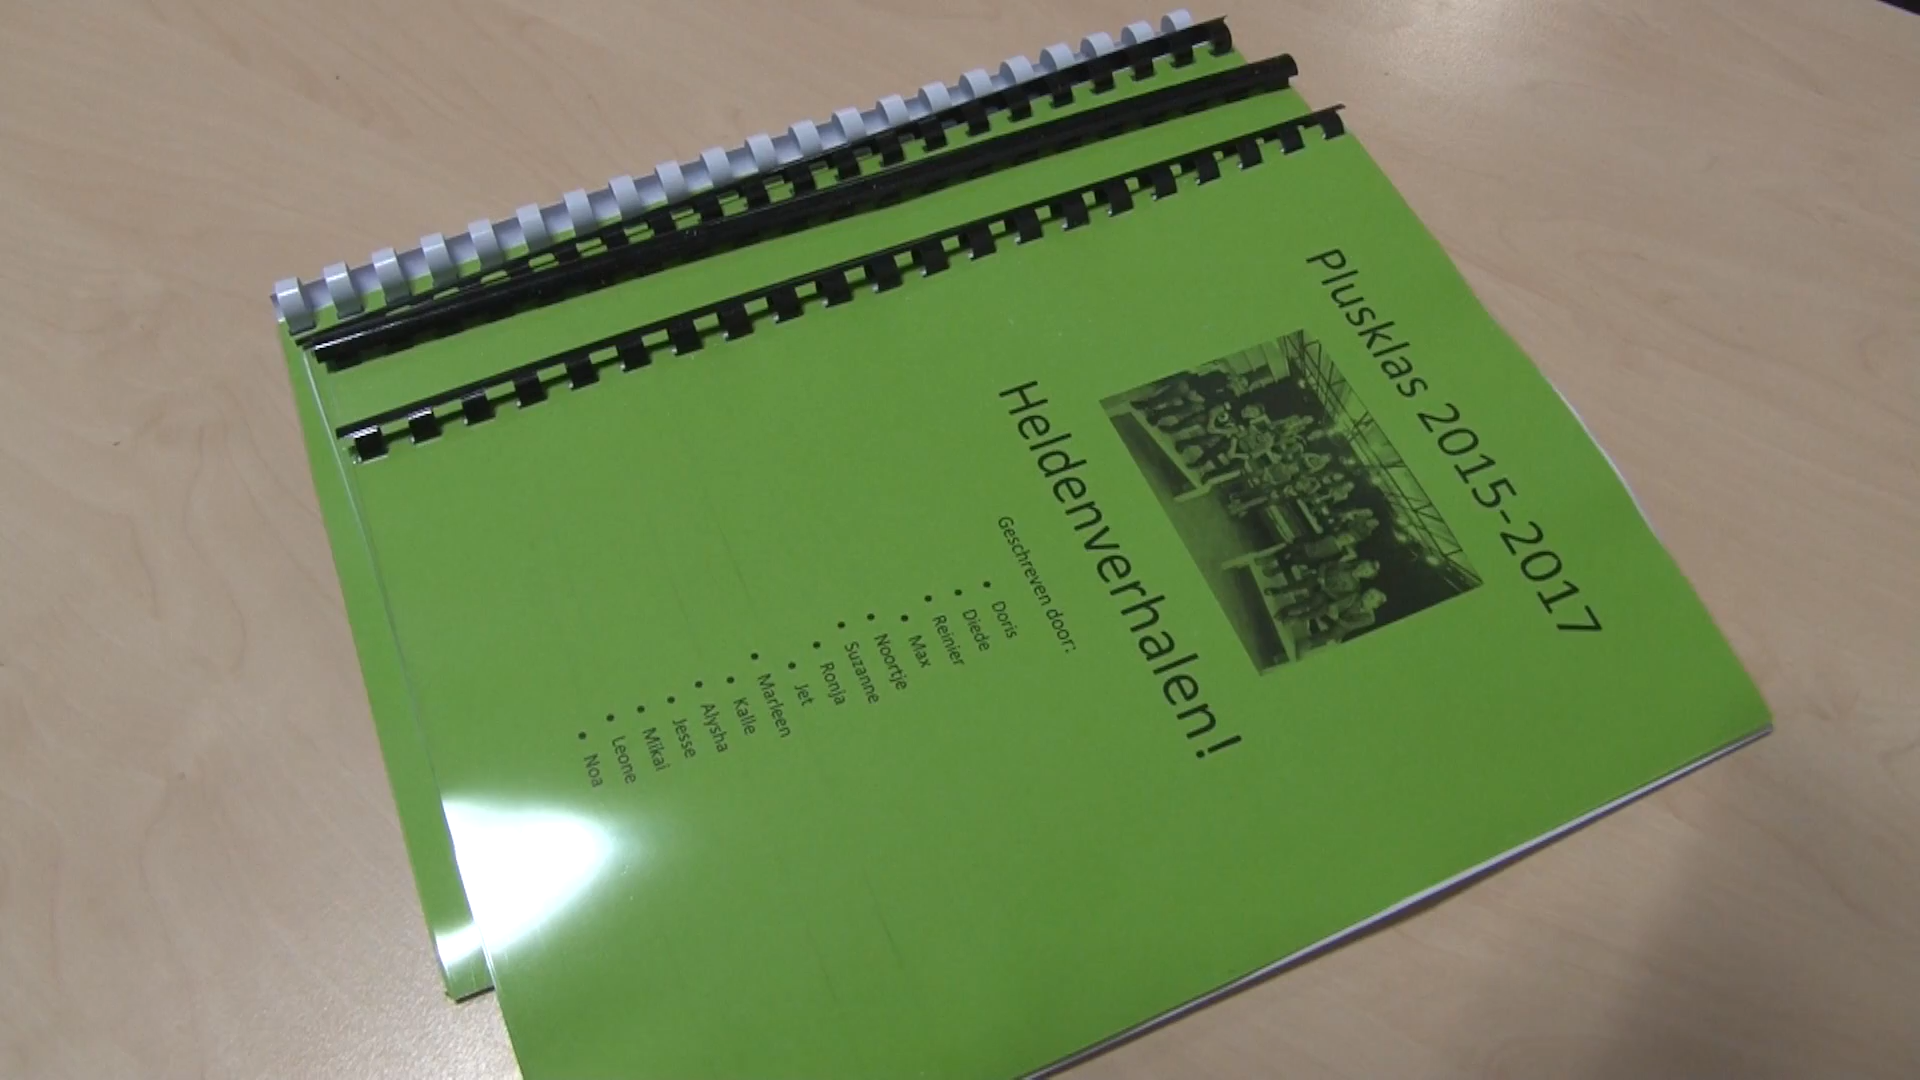 Plusklas 2015-2017
Heldenverhalen!
Geschreven door:
• Doris
• Diede
• Reinier
• Max
• Noortje
• Suzanne
• Ronja
• Jet
• Marleen
• Kalle
• Alysha
• Jesse
• Mikai
• Leone
• Noa